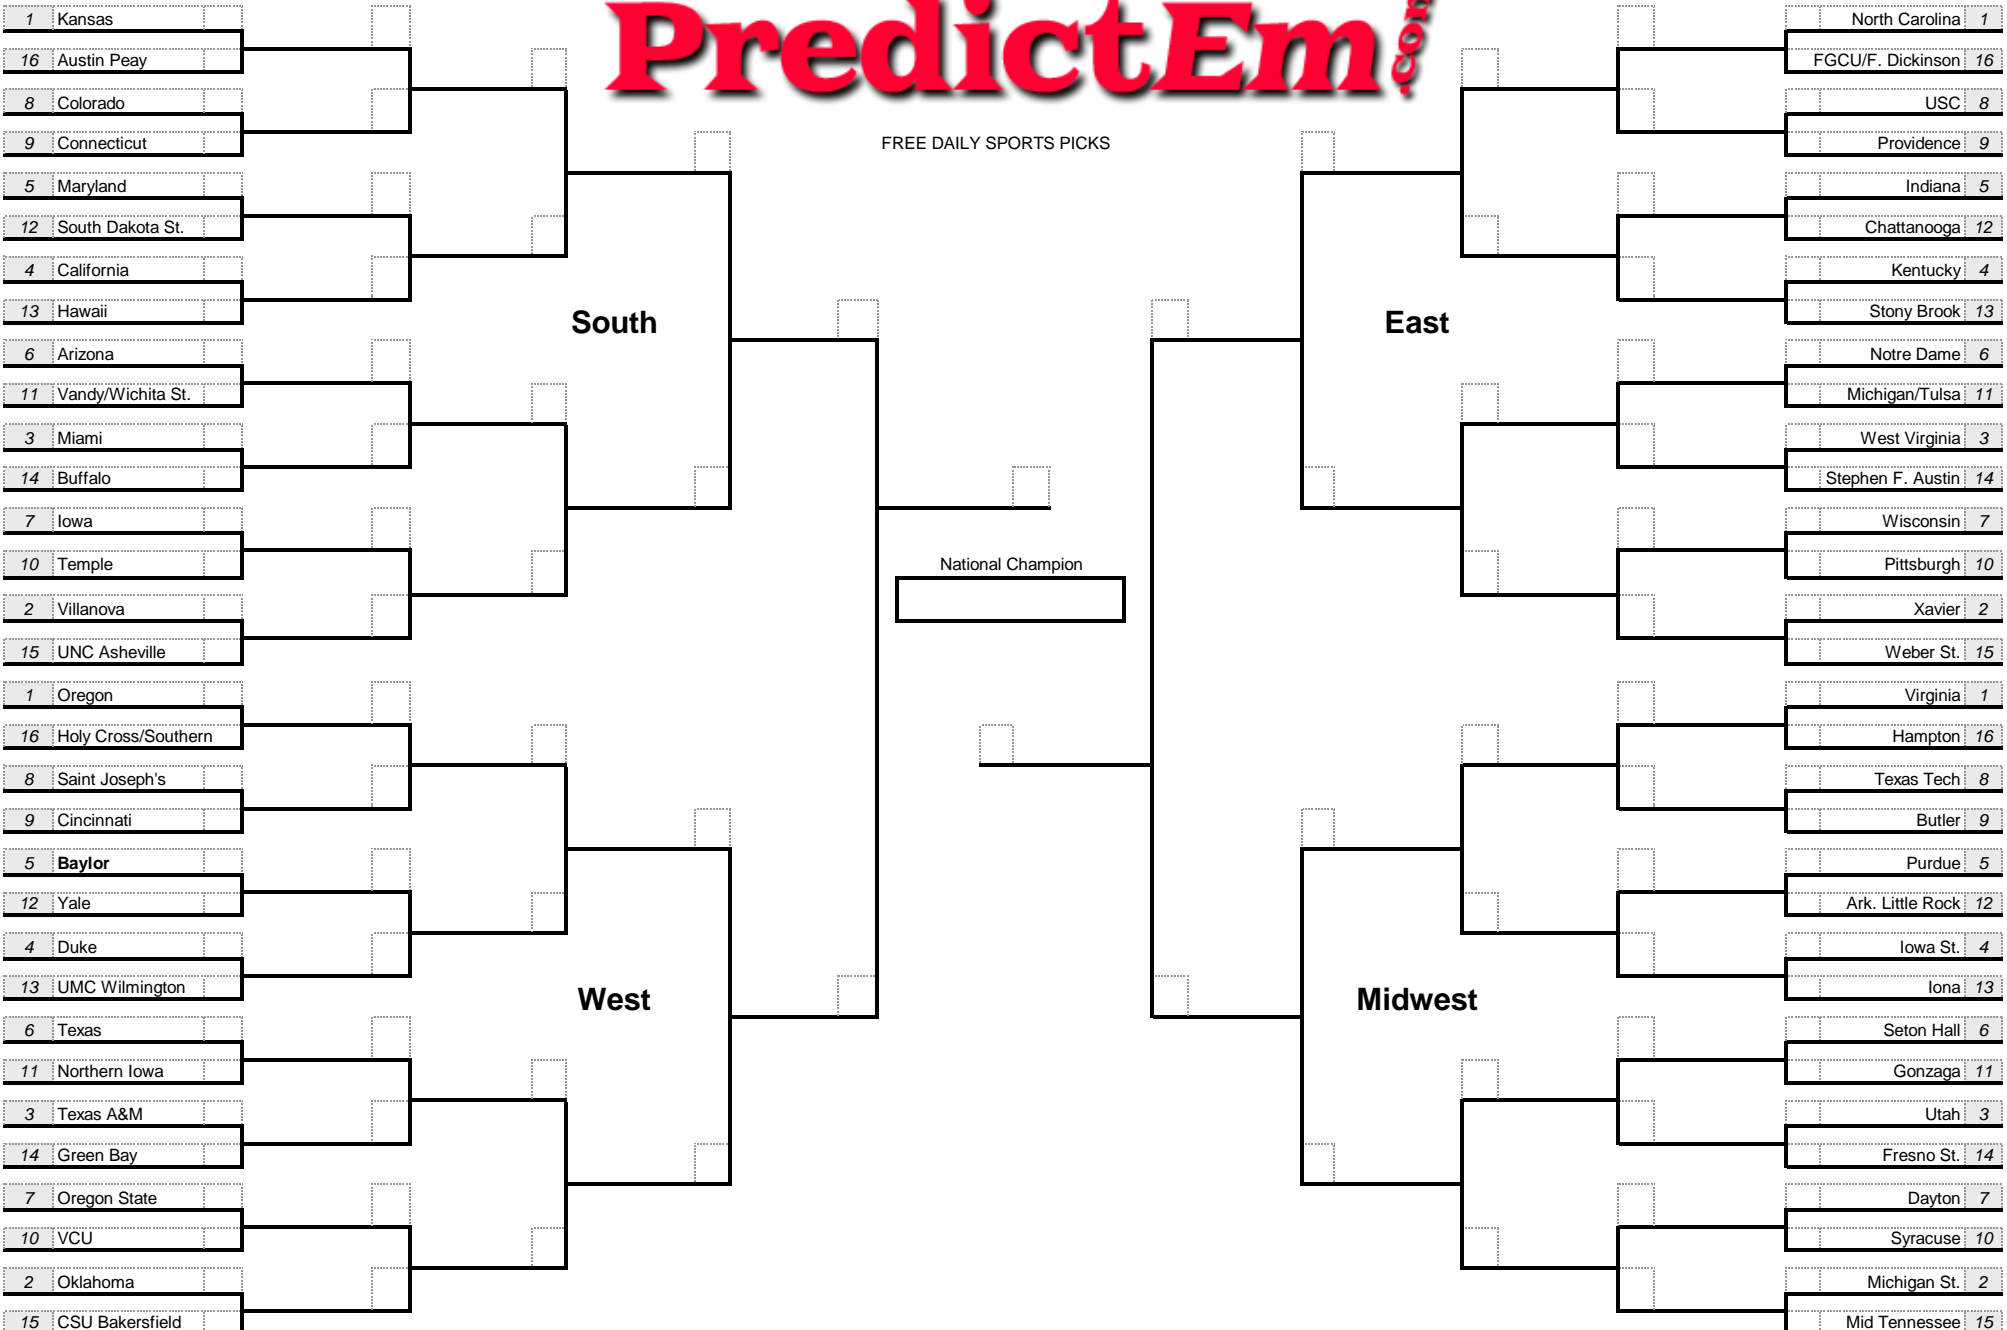 PredictEm.com
FREE DAILY SPORTS PICKS
1 Kansas
16 Austin Peay
8 Colorado
9 Connecticut
5 Maryland
12 South Dakota St.
4 California
13 Hawaii
South
6 Arizona
11 Vandy/Wichita St.
3 Miami
14 Buffalo
7 Iowa
10 Temple
2 Villanova
15 UNC Asheville
1 Oregon
16 Holy Cross/Southern
8 Saint Joseph's
9 Cincinnati
5 Baylor
12 Yale
4 Duke
13 UMC Wilmington
West
6 Texas
11 Northern Iowa
3 Texas A&M
14 Green Bay
7 Oregon State
10 VCU
2 Oklahoma
15 CSU Bakersfield
National Champion
North Carolina 1
FGCU/F. Dickinson 16
USC 8
Providence 9
Indiana 5
Chattanooga 12
Kentucky 4
Stony Brook 13
East
Notre Dame 6
Michigan/Tulsa 11
West Virginia 3
Stephen F. Austin 14
Wisconsin 7
Pittsburgh 10
Xavier 2
Weber St. 15
Virginia 1
Hampton 16
Texas Tech 8
Butler 9
Purdue 5
Ark. Little Rock 12
Iowa St. 4
Iona 13
Midwest
Seton Hall 6
Gonzaga 11
Utah 3
Fresno St. 14
Dayton 7
Syracuse 10
Michigan St. 2
Mid Tennessee 15